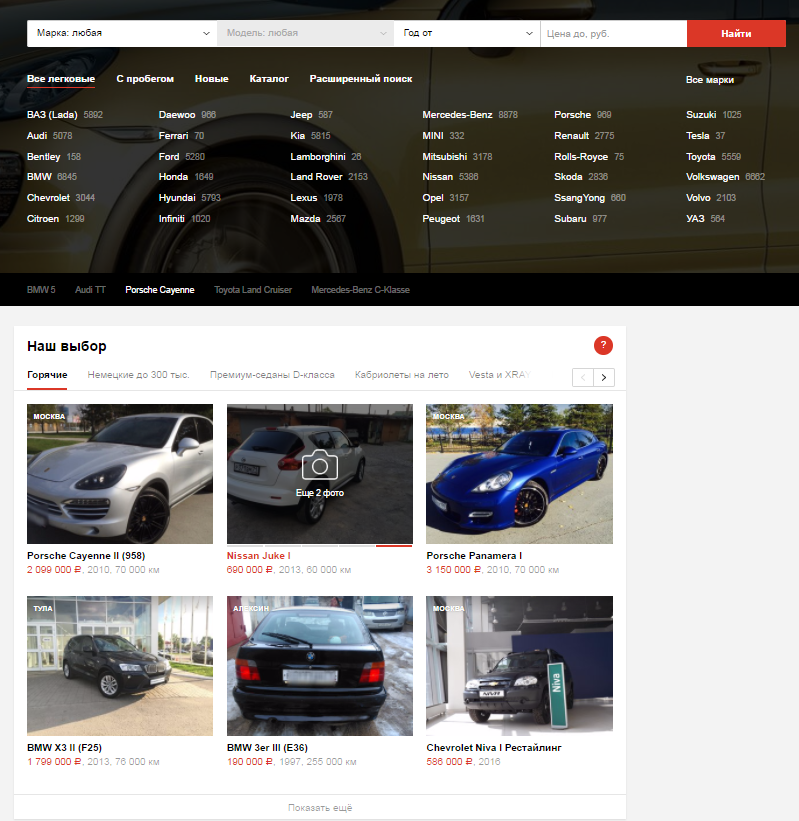 Марка: любая Модель: любая Год от Цена до, руб. Найти
Все легковые С пробегом Новые Каталог Расширенный поиск Все марки
ВАЗ (Lada) 5892 Daewoo 966 Jeep 587 Mercedes-Benz 8878 Porsche 969 Suzuki 1025
Audi 5078 Ferrari 70 Kia 5815 MINI 332 Renault 2775 Tesla 37
Bentley 158 Ford 5280 Lamborghini 26 Mitsubishi 3178 Rolls-Royce 75 Toyota 5559
BMW 6845 Honda 1649 Land Rover 2153 Nissan 5386 Skoda 2836 Volkswagen 6662
Chevrolet 3044 Hyundai 5793 Lexus 1978 Opel 3157 SsangYong 660 Volvo 2103
Citroen 1299 Infiniti 1020 Mazda 2567 Peugeot 1631 Subaru 977 УАЗ 564
BMW 5 Audi TT Porsche Cayenne Toyota Land Cruiser Mercedes-Benz C-Klasse
Наш выбор ?
Горячие Немецкие до 300 тыс. Премиум-седаны D-класса Кабриолеты на лето Vesta и XRAY
МОСКВА МОСКВА
Еще 2 фото
Porsche Cayenne II (958) Nissan Juke I Porsche Panamera I
2 099 000 ₽, 2010, 70 000 км 690 000 ₽, 2013, 60 000 км 3 150 000 ₽, 2010, 70 000 км
ТУЛА АЛЕКСИН МОСКВА
Niva
NIVA
BMW X3 II (F25) BMW 3er III (E36) Chevrolet Niva I Рестайлинг
1 799 000 ₽, 2013, 76 000 км 190 000 ₽, 1997, 255 000 км 586 000 ₽, 2016
Показать ещё